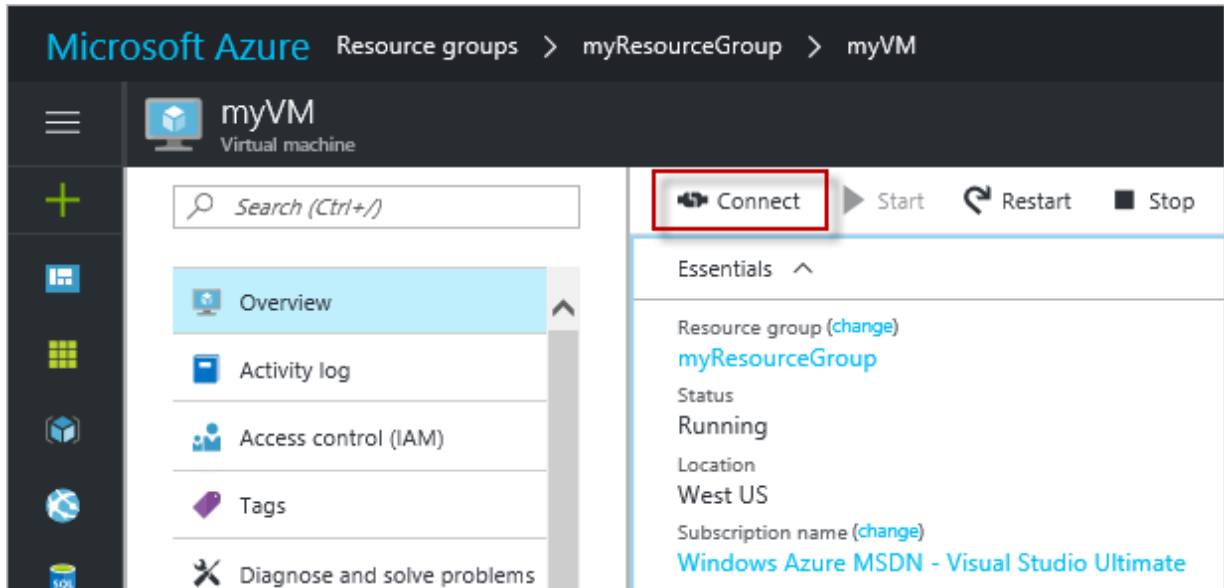 Microsoft Azure Resource groups > myResourceGroup > myVM
myVM
Virtual machine
Search (Ctrl+/)
Connect Start Restart Stop
Essentials
Overview
Activity log
Access control (IAM)
Tags
Diagnose and solve problems
Resource group (change)
myResourceGroup
Status
Running
Location
West US
Subscription name (change)
Windows Azure MSDN - Visual Studio Ultimate
SQL